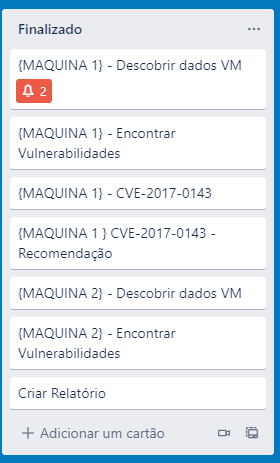 Finalizado
{MAQUINA 1} - Descobrir dados VM
2
{MAQUINA 1} - Encontrar
Vulnerabilidades
{MAQUINA 1} - CVE-2017-0143
{MAQUINA 1 } CVE-2017-0143 -
Recomendação
{MAQUINA 2} - Descobrir dados VM
{MAQUINA 2} - Encontrar
Vulnerabilidades
Criar Relatório
Adicionar um cartão